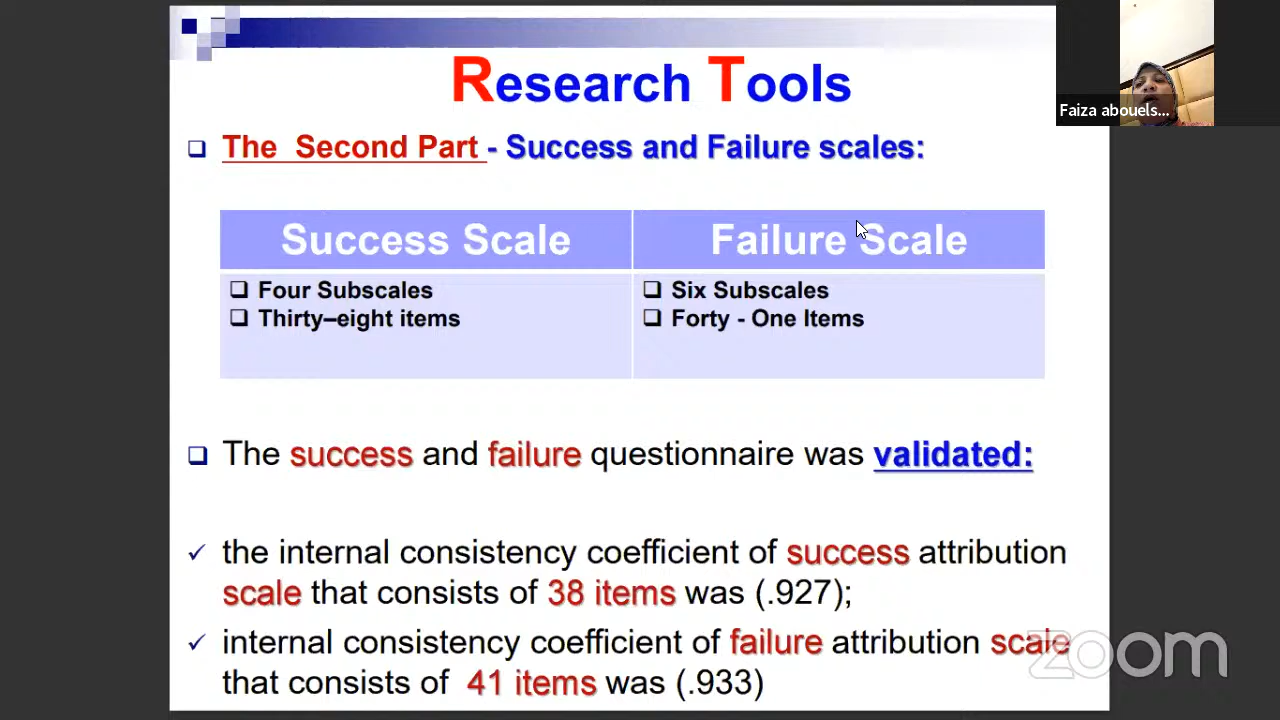 Research Tools
Faiza abouels...
The Second Part - Success and Failure scales:
Success Scale
Failure Scale
Four Subscales
Thirty–eight items
Six Subscales
Forty - One Items
The success and failure questionnaire was validated:
the internal consistency coefficient of success attribution
scale that consists of 38 items was (.927);
internal consistency coefficient of failure attribution scale
that consists of 41 items was (.933)
zoom